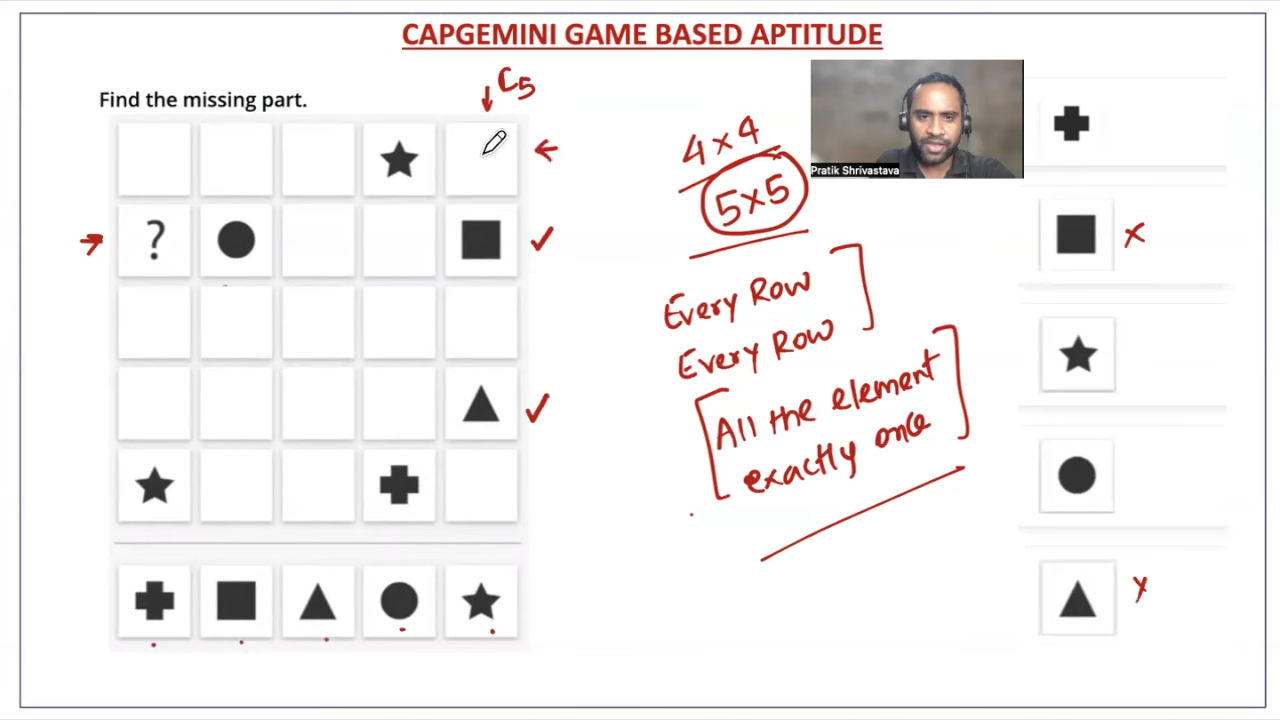 CAPGEMINI GAME BASED APTITUDE
Find the missing part.
C5
?
4×4
5×5
Every Row
Every Row
All the element
exactly once
Pratik Shrivastava
x
y